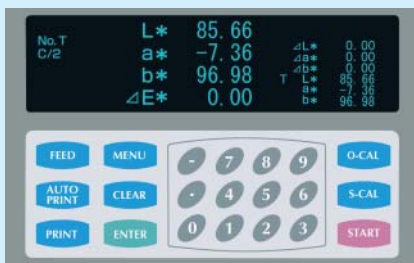 No. T
C/2
L* 85.66
a* -7.36
b* 96.98
⊿E* 0.00
⊿L* 0.00
⊿a* 0.00
⊿b* 0.00
T L* 85.66
a* -7.36
b* 96.98
FEED MENU - 7 8 9 O-CAL
AUTO PRINT CLEAR · 4 5 6 S-CAL
PRINT ENTER 0 1 2 3 START